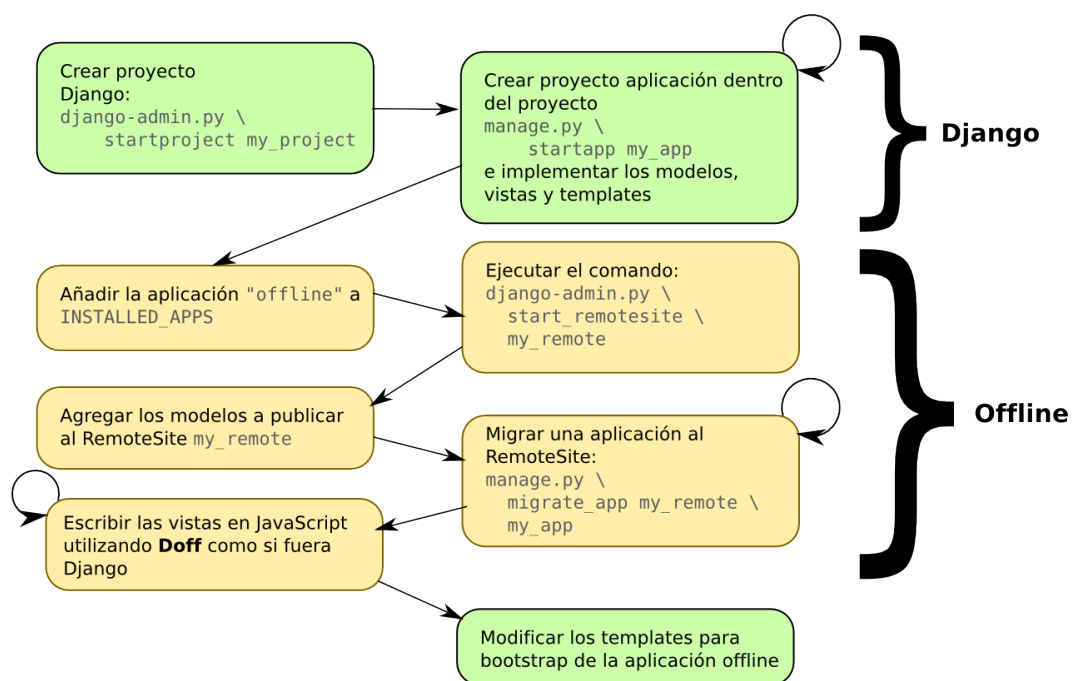 Crear proyecto
Django:
django-admin.py \
startproject my_project
Crear proyecto aplicación dentro
del proyecto
manage.py \
startapp my_app
e implementar los modelos,
vistas y templates
Django
Añadir la aplicación "offline" a
INSTALLED_APPS
Ejecutar el comando:
django-admin.py \
start_remotesite \
my_remote
Agregar los modelos a publicar
al RemoteSite my_remote
Migrar una aplicación al
RemoteSite:
manage.py \
migrate_app my_remote \
my_app
Offline
Escribir las vistas en JavaScript
utilizando Doff como si fuera
Django
Modificar los templates para
bootstrap de la aplicación offline